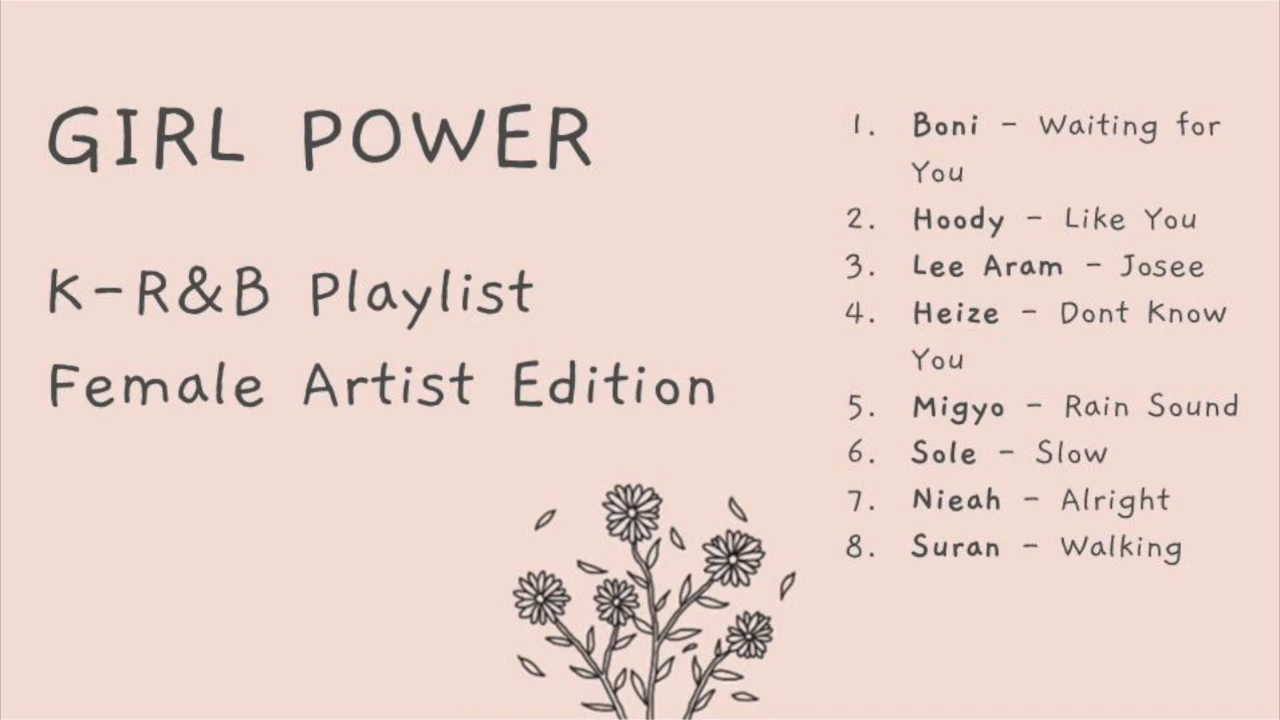 GIRL POWER
K-R&B Playlist
Female Artist Edition
1. Boni - Waiting for
You
2. Hoody - Like You
3. Lee Aram - Josee
4. Heize - Dont Know
You
5. Migyo - Rain Sound
6. Sole - Slow
7. Nieah - Alright
8. Suran - Walking